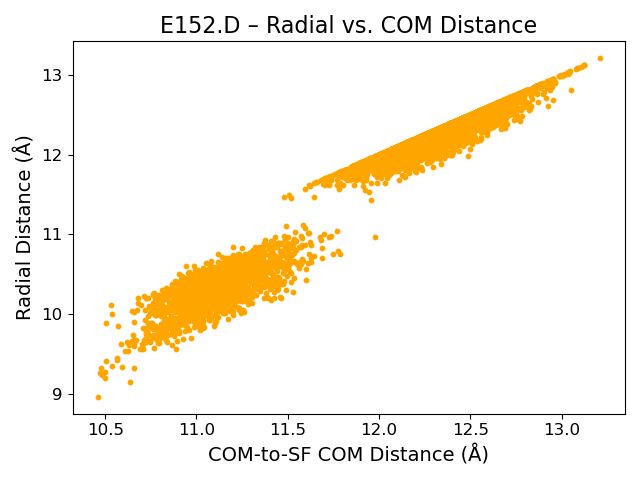 E152.D – Radial vs. COM Distance
Radial Distance (Å)
13
12
11
10
9
10.5 11.0 11.5 12.0 12.5 13.0
COM-to-SF COM Distance (Å)